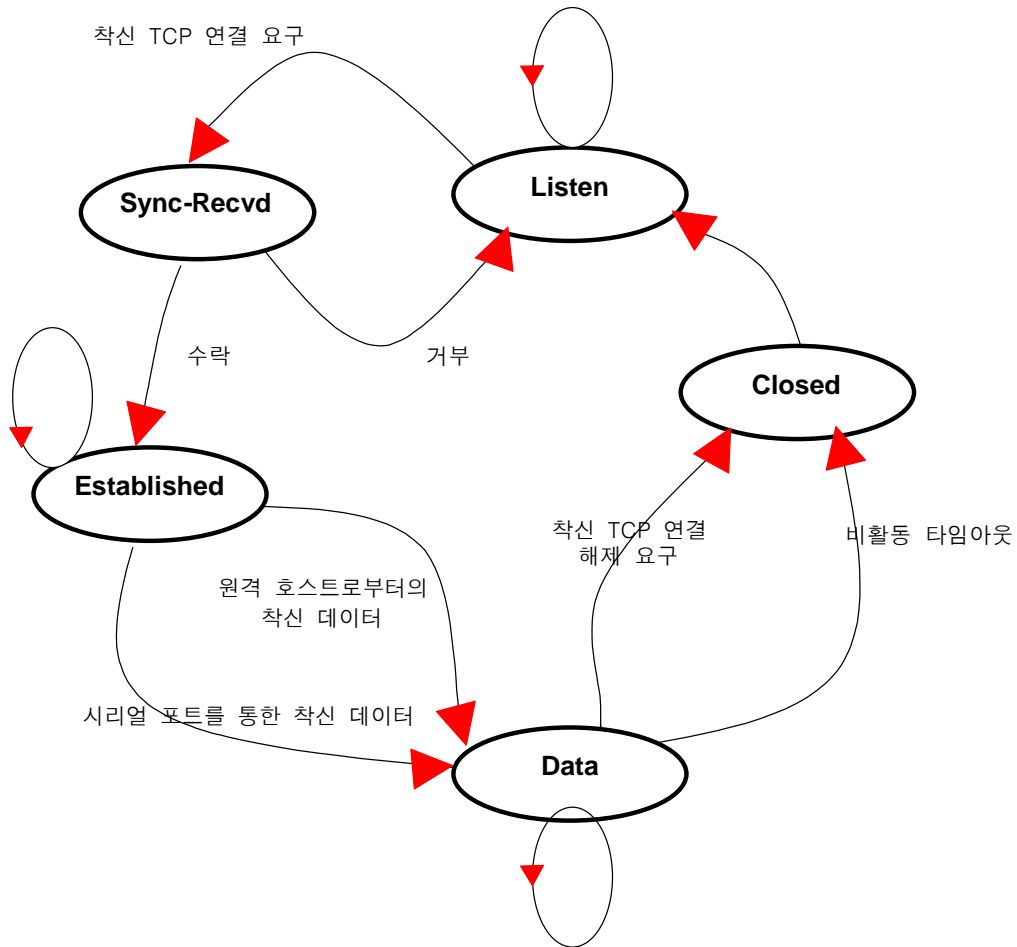 착신 TCP 연결 요구
Listen
Sync-Recvd
수락
거부
Closed
Established
착신 TCP 연결
해제 요구
비활동 타임아웃
원격 호스트로부터의
착신 데이터
시리얼 포트를 통한 착신 데이터
Data